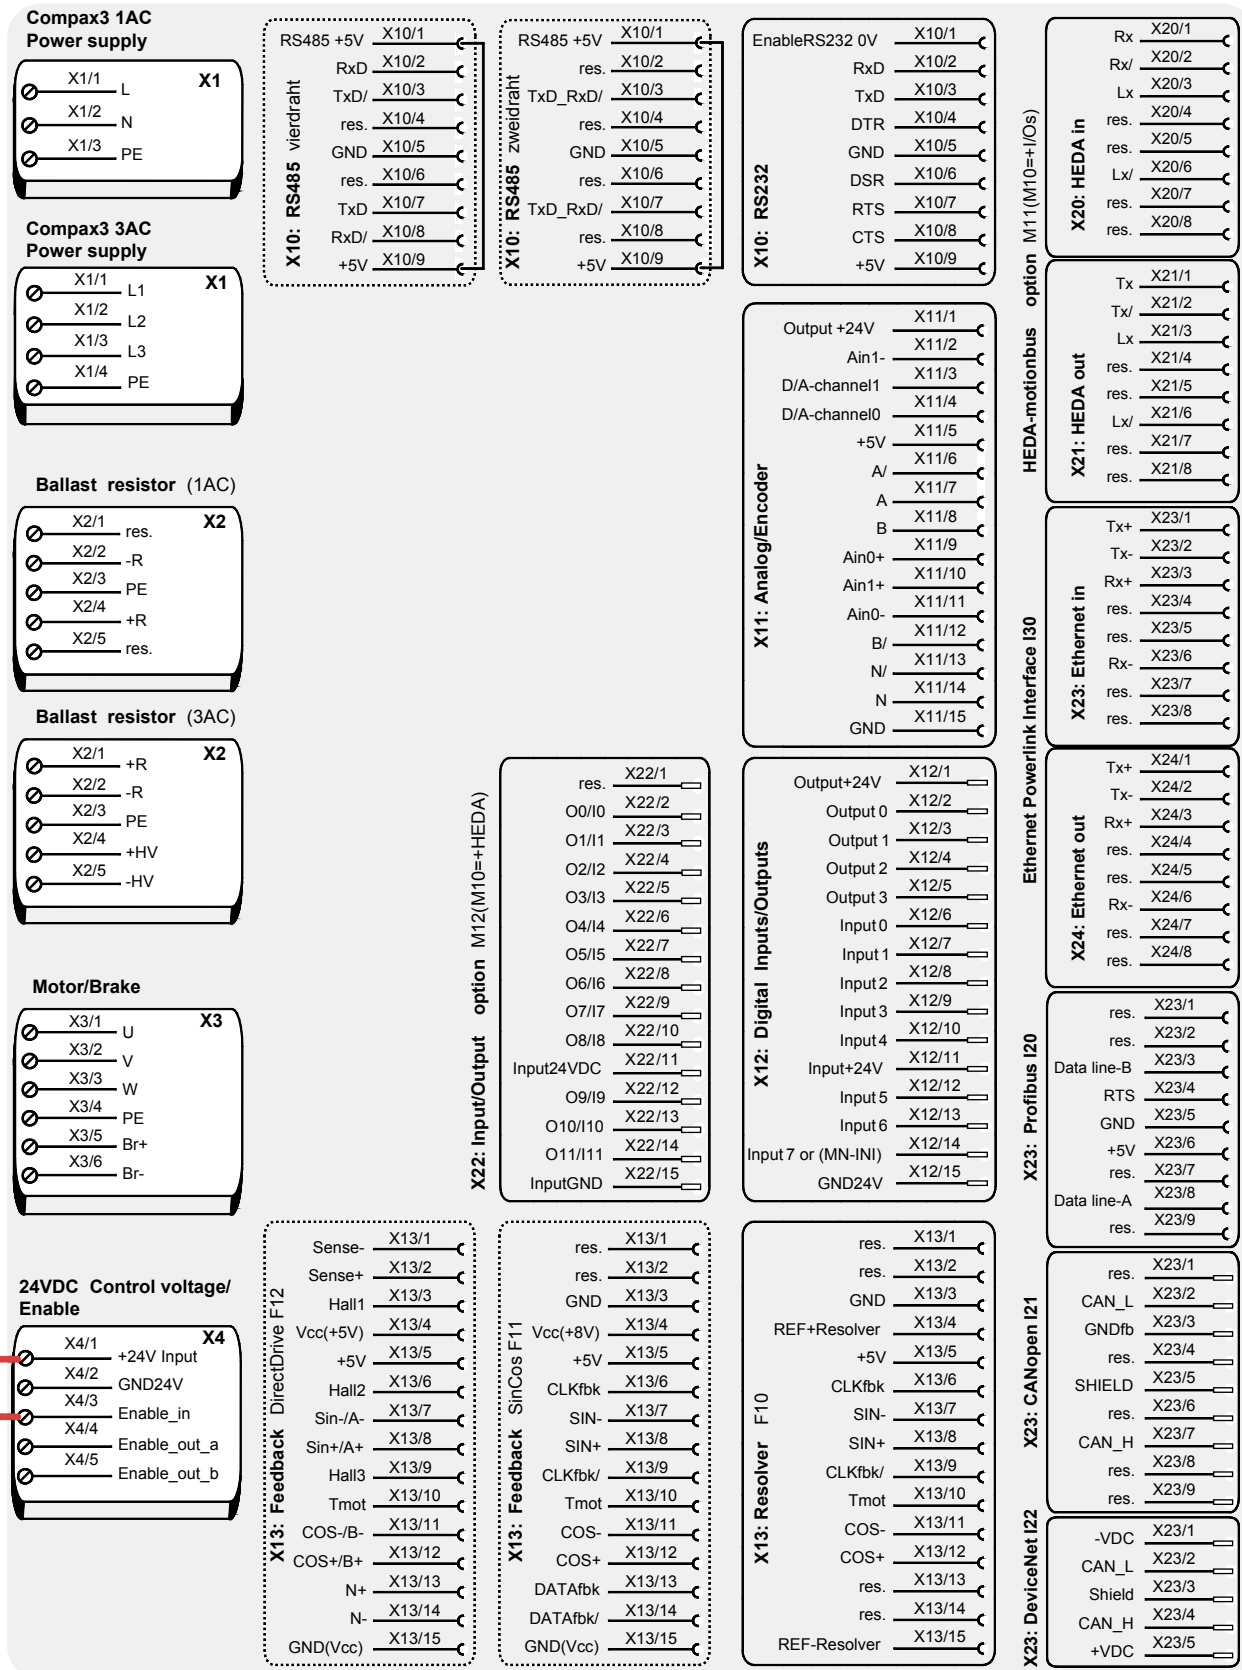 Compax3 1AC
Power supply
X1
X1/1 L
X1/2 N
X1/3 PE
Compax3 3AC
Power supply
X1
X1/1 L1
X1/2 L2
X1/3 L3
X1/4 PE
Ballast resistor (1AC)
X2
X2/1 res.
X2/2 -R
X2/3 PE
X2/4 +R
X2/5 res.
Ballast resistor (3AC)
X2
X2/1 +R
X2/2 -R
X2/3 PE
X2/4 +HV
X2/5 -HV
Motor/Brake
X3
X3/1 U
X3/2 V
X3/3 W
X3/4 PE
X3/5 Br+
X3/6 Br-
24VDC Control voltage/
Enable
X4
X4/1 +24V Input
X4/2 GND24V
X4/3 Enable_in
X4/4 Enable_out_a
X4/5 Enable_out_b
X10: RS485 vierdraht
RS485 +5V X10/1
RxD X10/2
TxD/ X10/3
res. X10/4
GND X10/5
res. X10/6
TxD X10/7
RxD/ X10/8
+5V X10/9
X10: RS485 zweidraht
RS485 +5V X10/1
res. X10/2
TxD_RxD/ X10/3
res. X10/4
GND X10/5
res. X10/6
TxD_RxD/ X10/7
res. X10/8
+5V X10/9
X10: RS232
EnableRS232 0V X10/1
RxD X10/2
TxD X10/3
DTR X10/4
GND X10/5
DSR X10/6
RTS X10/7
CTS X10/8
+5V X10/9
X11: Analog/Encoder
Output +24V X11/1
Ain1- X11/2
D/A-channel1 X11/3
D/A-channel0 X11/4
+5V X11/5
A/ X11/6
A X11/7
B X11/8
Ain0+ X11/9
Ain1+ X11/10
Ain0- X11/11
B/ X11/12
N/ X11/13
N X11/14
GND X11/15
X22: Input/Output option M12(M10=+HEDA)
res. X22/1
O0/I0 X22/2
O1/I1 X22/3
O2/I2 X22/4
O3/I3 X22/5
O4/I4 X22/6
O5/I5 X22/7
O6/I6 X22/8
O7/I7 X22/9
O8/I8 X22/10
Input24VDC X22/11
O9/I9 X22/12
O10/I10 X22/13
O11/I11 X22/14
InputGND X22/15
X12: Digital Inputs/Outputs
Output+24V X12/1
Output 0 X12/2
Output 1 X12/3
Output 2 X12/4
Output 3 X12/5
Input 0 X12/6
Input 1 X12/7
Input 2 X12/8
Input 3 X12/9
Input 4 X12/10
Input+24V X12/11
Input 5 X12/12
Input 6 X12/13
Input 7 or (MN-INI) X12/14
GND24V X12/15
X13: Feedback DirectDrive F12
Sense- X13/1
Sense+ X13/2
Hall1 X13/3
Vcc(+5V) X13/4
+5V X13/5
Hall2 X13/6
Sin-/A- X13/7
Sin+/A+ X13/8
Hall3 X13/9
Tmot X13/10
COS-/B- X13/11
COS+/B+ X13/12
N+ X13/13
N- X13/14
GND(Vcc) X13/15
X13: Feedback SinCos F11
res. X13/1
res. X13/2
GND X13/3
Vcc(+8V) X13/4
+5V X13/5
CLKfbk X13/6
SIN- X13/7
SIN+ X13/8
CLKfbk/ X13/9
Tmot X13/10
COS- X13/11
COS+ X13/12
DATAfbk X13/13
DATAfbk/ X13/14
GND(Vcc) X13/15
X13: Resolver F10
res. X13/1
res. X13/2
GND X13/3
REF+Resolver X13/4
+5V X13/5
CLKfbk X13/6
SIN- X13/7
SIN+ X13/8
CLKfbk/ X13/9
Tmot X13/10
COS- X13/11
COS+ X13/12
res. X13/13
res. X13/14
REF-Resolver X13/15
HEDA-motionbus option M11(M10=+I/Os)
X20: HEDA in
Rx X20/1
Rx/ X20/2
Lx X20/3
res. X20/4
res. X20/5
Lx/ X20/6
res. X20/7
res. X20/8
X21: HEDA out
Tx X21/1
Tx/ X21/2
Lx X21/3
res. X21/4
res. X21/5
Lx/ X21/6
res. X21/7
res. X21/8
Ethernet Powerlink Interface I30
X23: Ethernet in
Tx+ X23/1
Tx- X23/2
Rx+ X23/3
res. X23/4
res. X23/5
Rx- X23/6
res. X23/7
res. X23/8
X24: Ethernet out
Tx+ X24/1
Tx- X24/2
Rx+ X24/3
res. X24/4
res. X24/5
Rx- X24/6
res. X24/7
res. X24/8
X23: Profibus I20
res. X23/1
res. X23/2
Data line-B X23/3
RTS X23/4
GND X23/5
+5V X23/6
res. X23/7
Data line-A X23/8
res. X23/9
X23: CANopen I21
res. X23/1
CAN_L X23/2
GNDfb X23/3
res. X23/4
SHIELD X23/5
res. X23/6
CAN_H X23/7
res. X23/8
res. X23/9
X23: DeviceNet I22
-VDC X23/1
CAN_L X23/2
Shield X23/3
CAN_H X23/4
+VDC X23/5